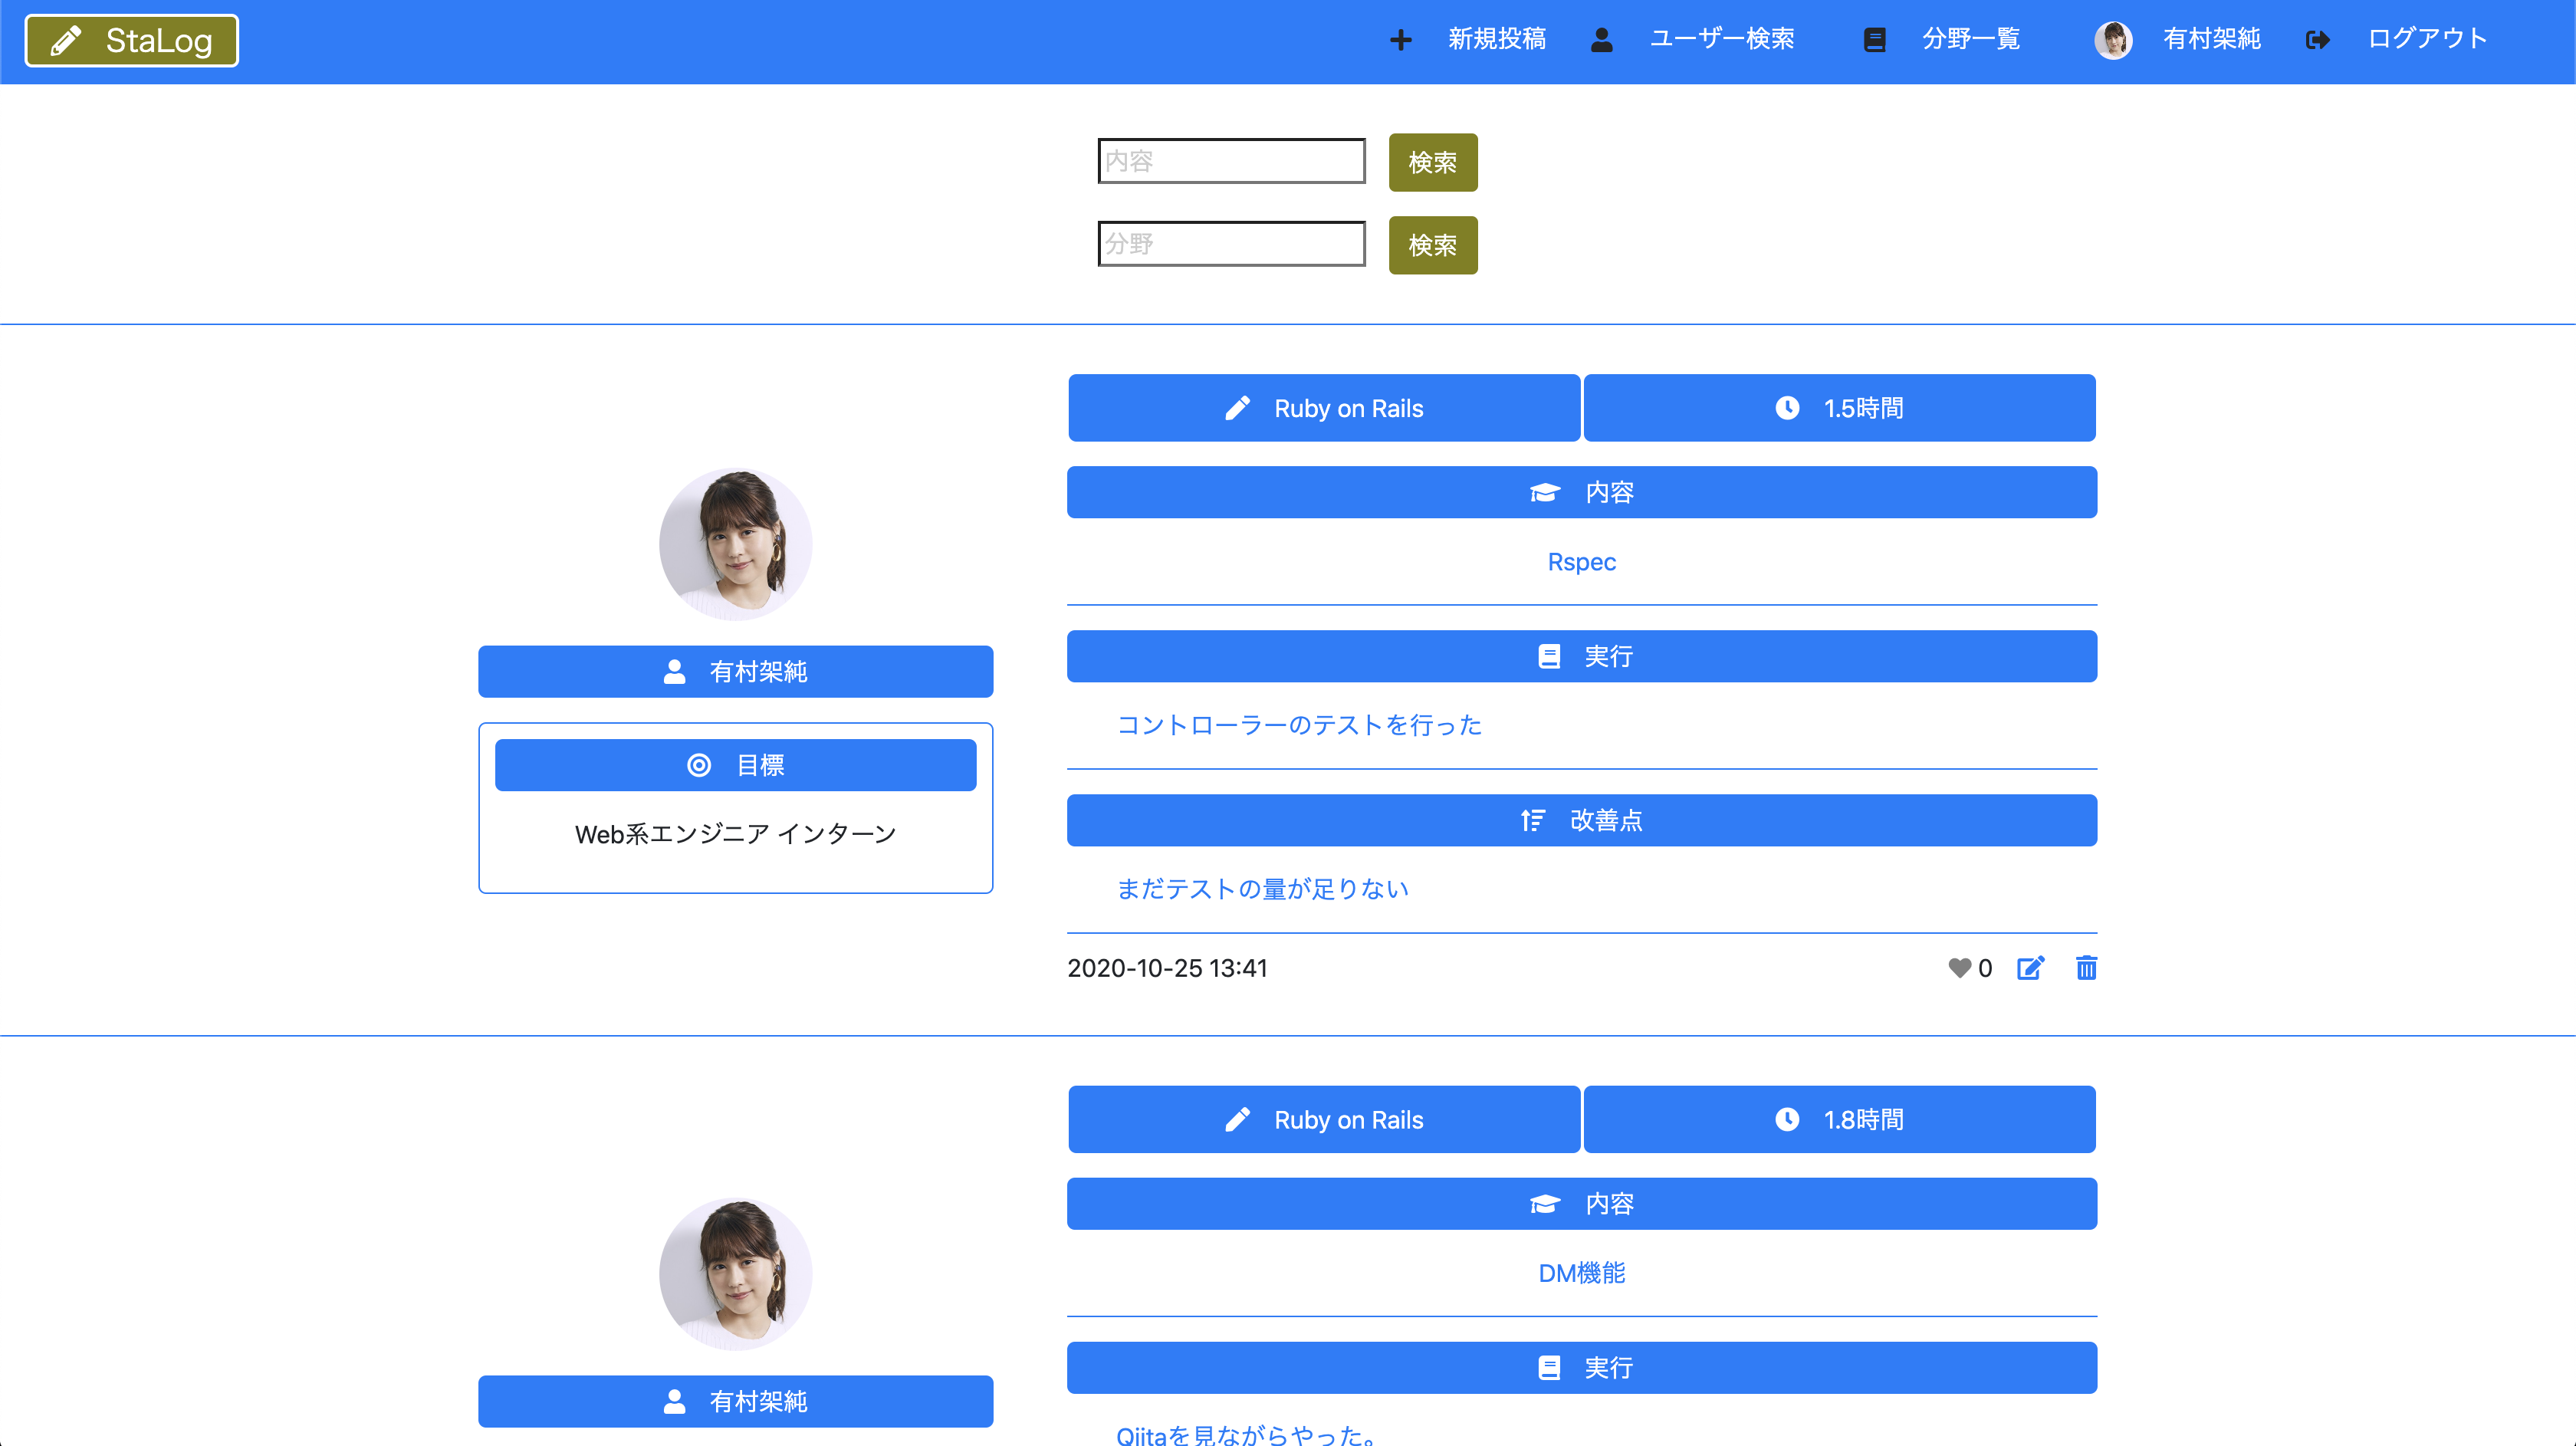 StaLog
新規投稿
ユーザー検索
分野一覧
有村架純
ログアウト
内容
検索
分野
検索
有村架純
目標
Web系エンジニア インターン
Ruby on Rails
1.5時間
内容
Rspec
実行
コントローラーのテストを行った
改善点
まだテストの量が足りない
2020-10-25 13:41
0
有村架純
Ruby on Rails
1.8時間
内容
DM機能
実行
Qiitaを見ながらやった。